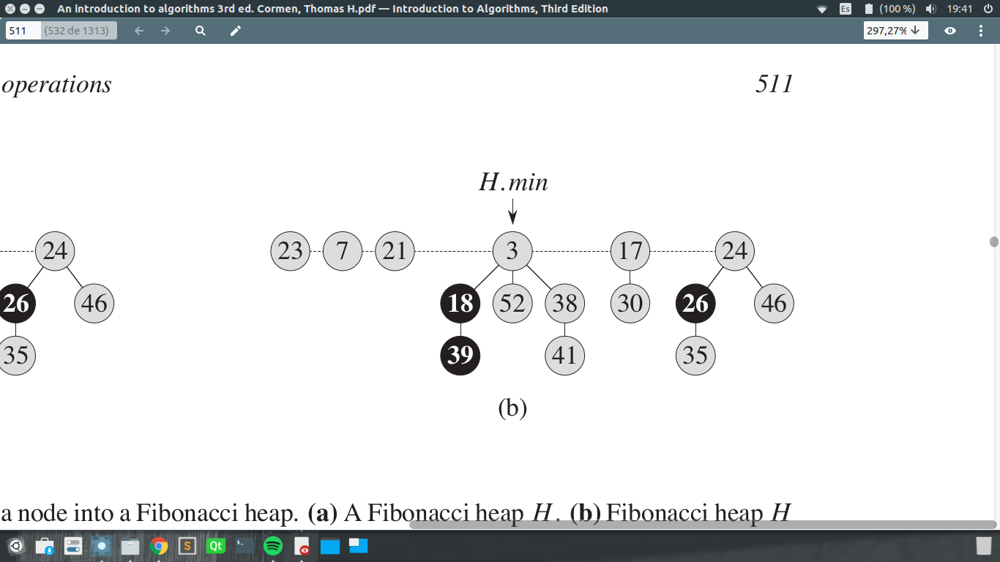 An introduction to algorithms 3rd ed. Cormen, Thomas H.pdf — Introduction to Algorithms, Third Edition
Es (100 %) 19:41
511 (532 de 1313) 297,27%
operations 511
H.min
24 23 7 21 3 17 24
26 46 18 52 38 30 26 46
35 39 41 35
(b)
a node into a Fibonacci heap. (a) A Fibonacci heap H. (b) Fibonacci heap H
S Qt